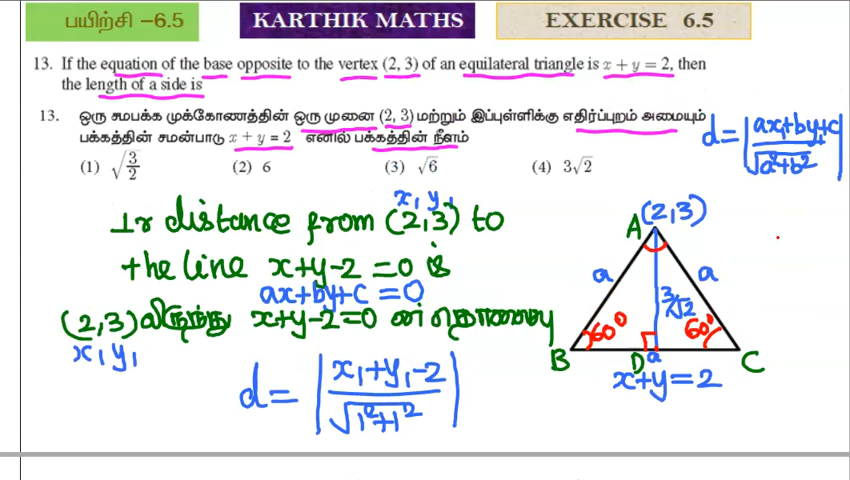 பயிற்சி –6.5
KARTHIK MATHS
EXERCISE 6.5
13. If the equation of the base opposite to the vertex (2, 3) of an equilateral triangle is x + y = 2, then
the length of a side is
13. ஒரு சமபக்க முக்கோணத்தின் ஒரு முனை (2, 3) மற்றும் இப்புள்ளிக்கு எதிர்ப்புறம் அமையும்
பக்கத்தின் சமன்பாடு x + y = 2 எனில் பக்கத்தின் நீளம்
(1) √(3/2) (2) 6 (3) √6 (4) 3√2
d = |(ax₁+by₁+c)/√(a²+b²)|
x₁ y₁
⊥r distance from (2,3) to
the line x+y-2 =0 is
ax+by+c =0
(2,3) லிருந்து x+y-2=0 ன்
x₁ y₁
d = |(x₁+y₁-2)/√(1²+1²)|
A (2,3)
a a
3/√2
60° 60°
B D a C
x+y=2